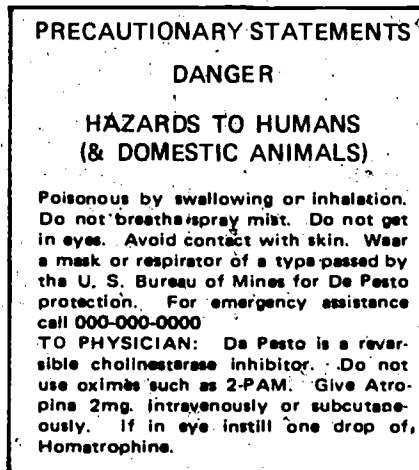 PRECAUTIONARY STATEMENTS
DANGER
HAZARDS TO HUMANS
(& DOMESTIC ANIMALS)
Poisonous by swallowing or inhalation.
Do not breathe spray mist. Do not get
in eyes. Avoid contact with skin. Wear
a mask or respirator of a type passed by
the U. S. Bureau of Mines for De Pesto
protection. For emergency assistance
call 000-000-0000
TO PHYSICIAN: De Pesto is a rever-
sible cholinesterase inhibitor. Do not
use oximes such as 2-PAM. Give Atro-
pine 2mg. intravenously or subcutane-
ously. If in eye instill one drop of
Homatrophine.